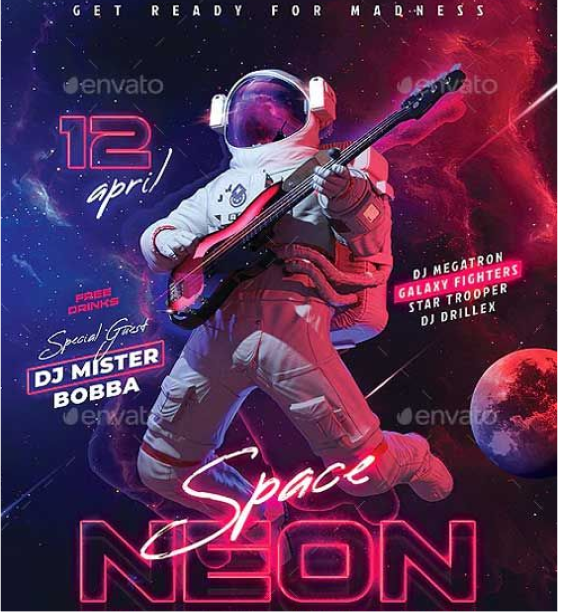 GET READY FOR MADNESS
envato
envato
12
april
DJ MEGATRON
GALAXY FIGHTERS
STAR TROOPER
DJ DRILLEX
FREE
DRINKS
Special Guest
DJ MISTER
BOBBA
envato
envato
Space
NEON